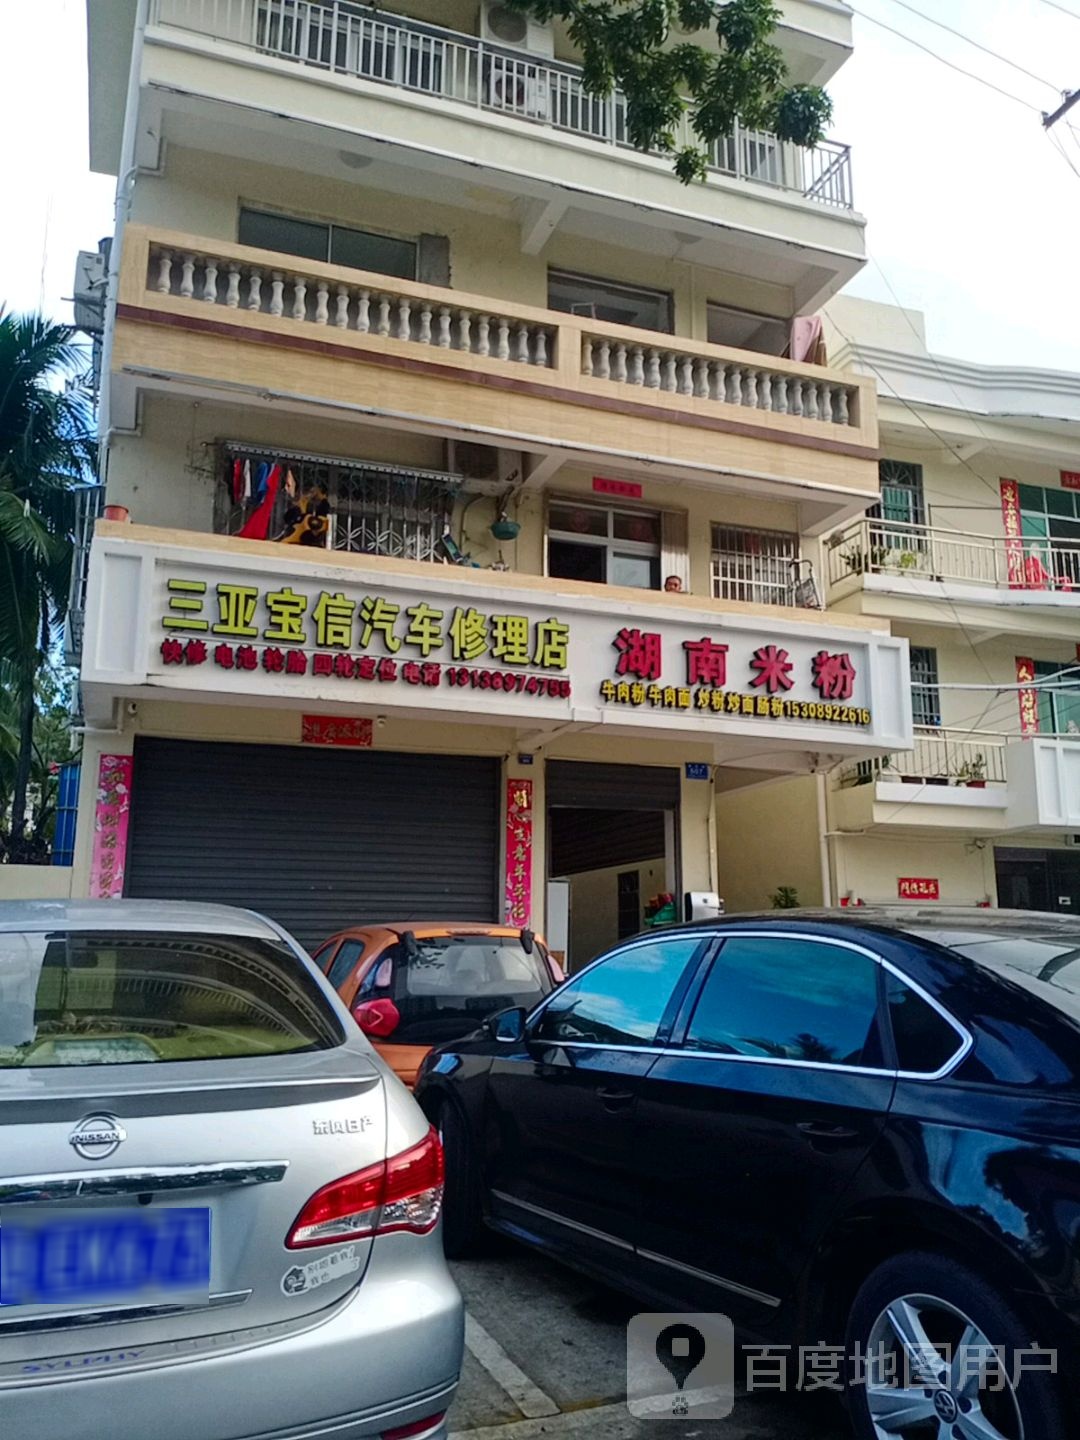 三亚宝信汽车修理店
快修 电池 轮胎 四轮定位 电话 13138974755
湖南米粉
牛肉粉 牛肉面 炒粉 炒面 肠粉 15308922616
NISSAN
东风日产
SYLPHY
百度地图用户